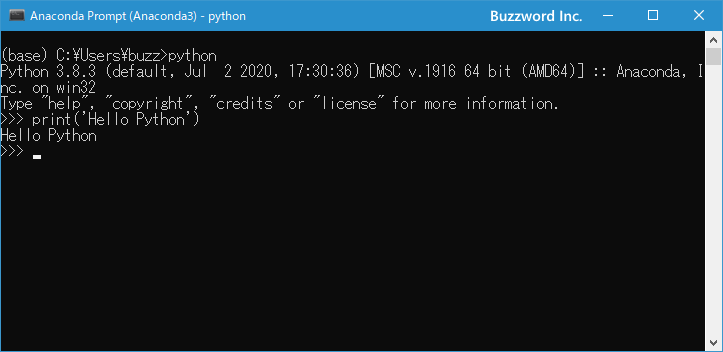 Anaconda Prompt (Anaconda3) - python
Buzzword Inc.
(base) C:¥Users¥buzz>python
Python 3.8.3 (default, Jul  2 2020, 17:30:36) [MSC v.1916 64 bit (AMD64)] :: Anaconda, I
nc. on win32
Type "help", "copyright", "credits" or "license" for more information.
>>> print('Hello Python')
Hello Python
>>>